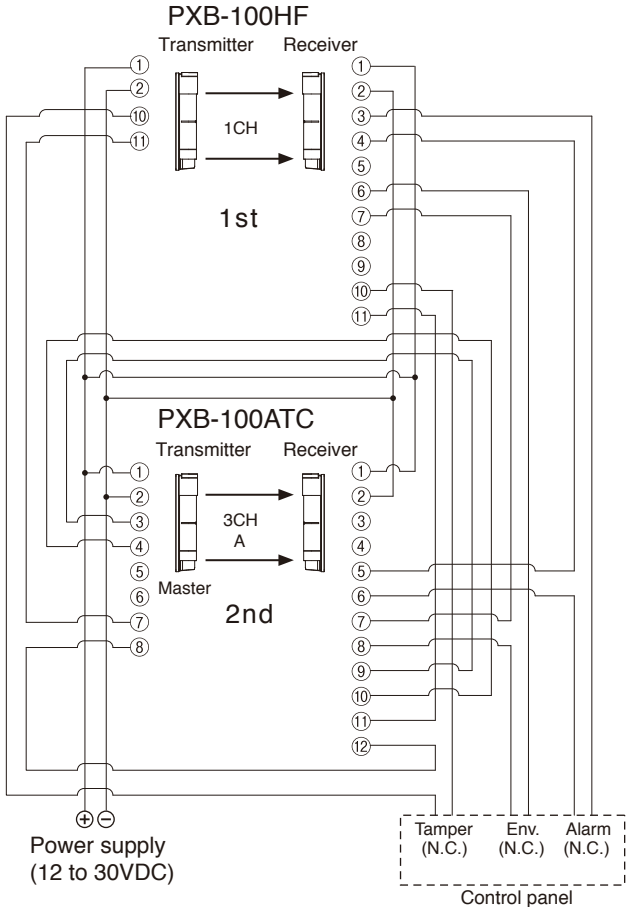 PXB-100HF
Transmitter Receiver
① ② ⑩ ⑪
1CH
① ② ③ ④ ⑤ ⑥ ⑦ ⑧ ⑨ ⑩ ⑪
1st
PXB-100ATC
Transmitter Receiver
① ② ③ ④ ⑤ ⑥ ⑦ ⑧
3CH
A
Master
① ② ③ ④ ⑤ ⑥ ⑦ ⑧ ⑨ ⑩ ⑪ ⑫
2nd
⊕ ⊖
Power supply
(12 to 30VDC)
Tamper
(N.C.)
Env.
(N.C.)
Alarm
(N.C.)
Control panel